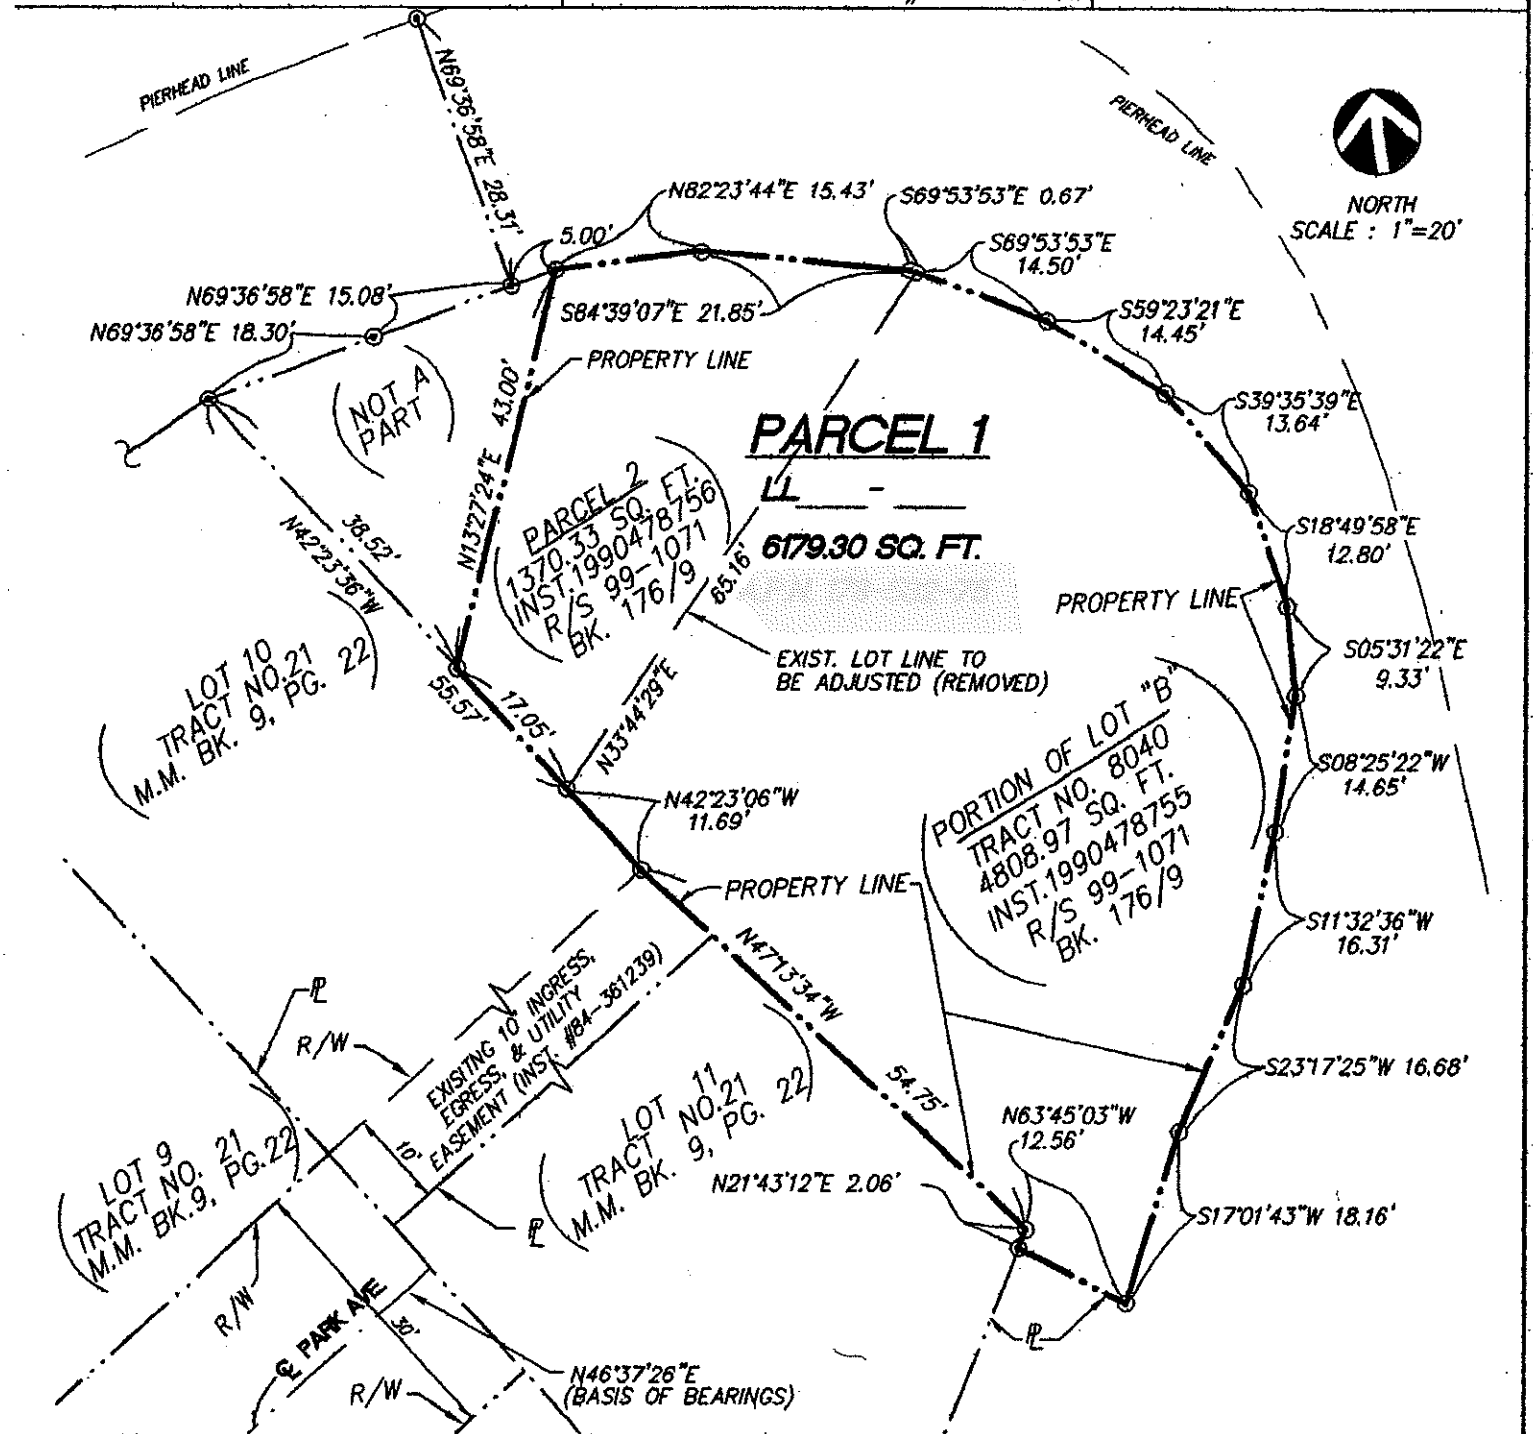 PIERHEAD LINE
N69°36'58"E 28.31'
PIERHEAD LINE
NORTH
SCALE : 1"=20'
N82°23'44"E 15.43'
S69°53'53"E 0.67'
5.00'
S69°53'53"E
14.50'
N69°36'58"E 15.08'
S84°39'07"E 21.85'
S59°23'21"E
14.45'
N69°36'58"E 18.30'
PROPERTY LINE
NOT A
PART
N13°27'24"E 43.00'
S39°35'39"E
13.64'
PARCEL 1
LL ___ - ___
6179.30 SQ. FT.
PARCEL 2
1370.33 SQ. FT.
INST.1990478756
R/S 99-1071
BK. 176/9
65.16'
N33°44'29"E
38.52'
N42°23'36"W
S18°49'58"E
12.80'
PROPERTY LINE
S05°31'22"E
9.33'
EXIST. LOT LINE TO
BE ADJUSTED (REMOVED)
LOT 10
TRACT NO.21
M.M. BK. 9, PG. 22
55.57'
17.05'
N42°23'06"W
11.69'
PORTION OF LOT "B"
TRACT NO. 8040
4808.97 SQ. FT.
INST.1990478755
R/S 99-1071
BK. 176/9
S08°25'22"W
14.65'
PROPERTY LINE
S11°32'36"W
16.31'
N47°13'34"W
54.75'
PL
R/W
EXISITNG 10' INGRESS,
EGRESS, & UTILITY
EASEMENT (INST. #84-361239)
S23°17'25"W 16.68'
LOT 11
TRACT NO.21
M.M. BK. 9, PG. 22
N63°45'03"W
12.56'
LOT 9
TRACT NO. 21
M.M. BK.9, PG.22
10'
N21°43'12"E 2.06'
S17°01'43"W 18.16'
PL
R/W
CL PARK AVE
30'
PL
N46°37'26"E
(BASIS OF BEARINGS)
R/W